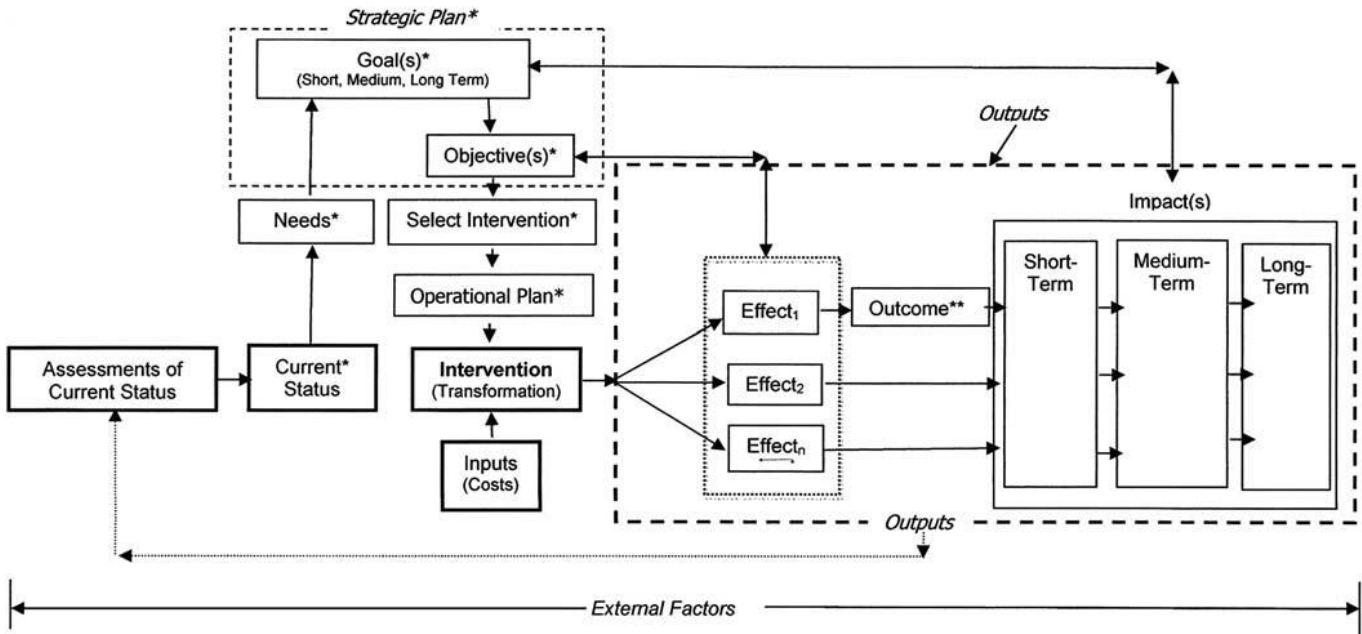 Strategic Plan*
Goal(s)*
(Short, Medium, Long Term)
Outputs
Objective(s)*
Impact(s)
Needs*
Select Intervention*
Short-
Term
Medium-
Term
Long-
Term
Operational Plan*
Effect₁
Outcome**
Assessments of
Current Status
Current*
Status
Intervention
(Transformation)
Effect₂
Effectₙ
Inputs
(Costs)
Outputs
External Factors